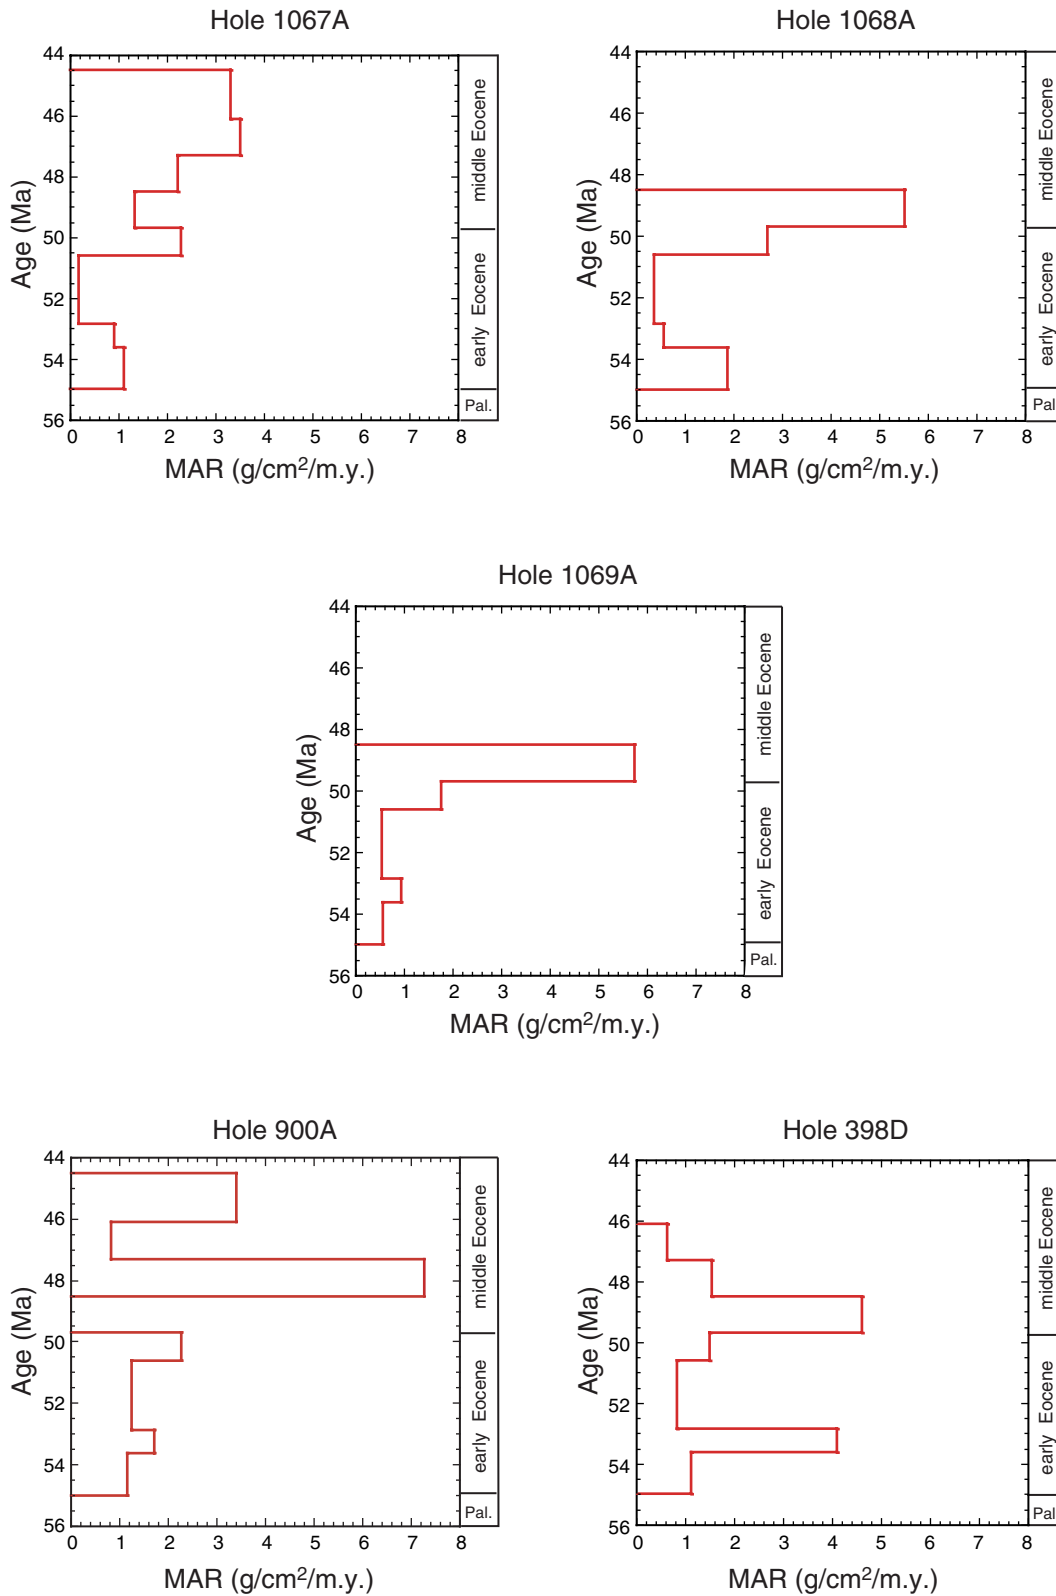 Hole 1067A
44
46
48
50
52
54
56
Age (Ma)
0 1 2 3 4 5 6 7 8
MAR (g/cm²/m.y.)
middle Eocene
early Eocene
Pal.
Hole 1068A
44
46
48
50
52
54
56
Age (Ma)
0 1 2 3 4 5 6 7 8
MAR (g/cm²/m.y.)
middle Eocene
early Eocene
Pal.
Hole 1069A
44
46
48
50
52
54
56
Age (Ma)
0 1 2 3 4 5 6 7 8
MAR (g/cm²/m.y.)
middle Eocene
early Eocene
Pal.
Hole 900A
44
46
48
50
52
54
56
Age (Ma)
0 1 2 3 4 5 6 7 8
MAR (g/cm²/m.y.)
middle Eocene
early Eocene
Pal.
Hole 398D
44
46
48
50
52
54
56
Age (Ma)
0 1 2 3 4 5 6 7 8
MAR (g/cm²/m.y.)
middle Eocene
early Eocene
Pal